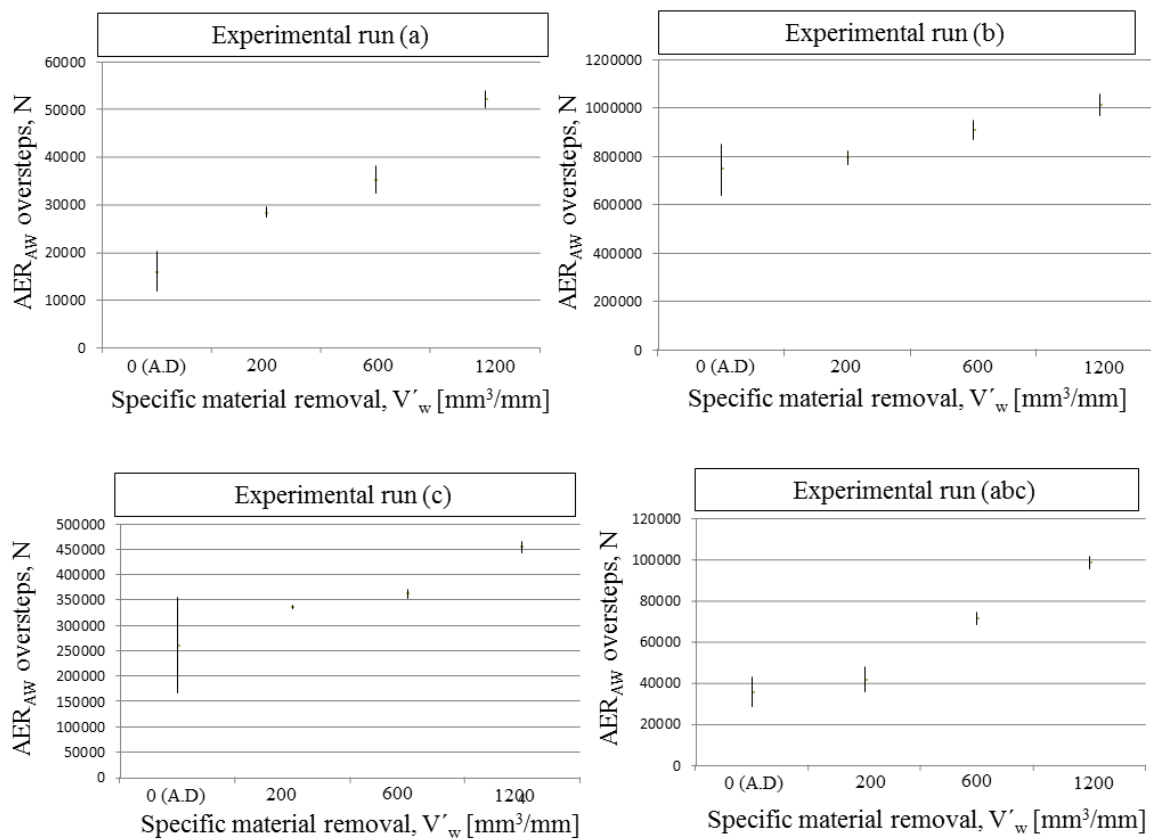 Experimental run (a)
60000
50000
40000
30000
20000
10000
0
AER_AW oversteps, N
0 (A.D) 200 600 1200
Specific material removal, V´w [mm³/mm]
Experimental run (b)
1200000
1000000
800000
600000
400000
200000
0
AER_AW oversteps, N
0 (A.D) 200 600 1200
Specific material removal, V´w [mm³/mm]
Experimental run (c)
500000
450000
400000
350000
300000
250000
200000
150000
100000
50000
0
AER_AW oversteps, N
0 (A.D) 200 600 1200
4
Specific material removal, V´w [mm³/mm]
Experimental run (abc)
120000
100000
80000
60000
40000
20000
0
AER_AW oversteps, N
0 (A.D) 200 600 1200
Specific material removal, V´w [mm³/mm]